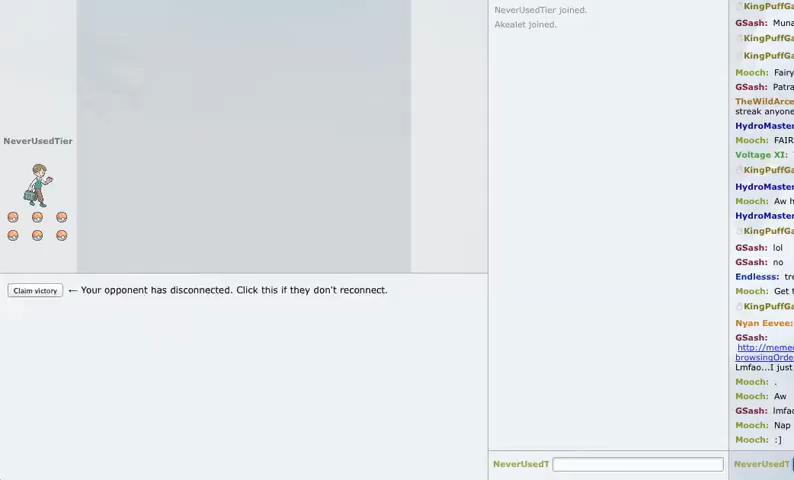 NeverUsedTier
Claim victory
← Your opponent has disconnected. Click this if they don't reconnect.
NeverUsedTier joined.
Akealet joined.
NeverUsedT
KingPuffGa
GSash: Muna
KingPuffGa
KingPuffGa
Mooch: Fairy
GSash: Patra
TheWildArce
streak anyone
HydroMaster
Mooch: FAIR
Voltage XI:
KingPuffGa
HydroMaster
Mooch: Aw h
HydroMaster
KingPuffGa
GSash: lol
GSash: no
Endlesss: tre
Mooch: Get t
KingPuffGa
Nyan Eevee:
GSash:
http://meme
browsingOrde
Lmfao...I just
Mooch: .
Mooch: Aw
GSash: lmfao
Mooch: Nap
Mooch: :]
NeverUsedT